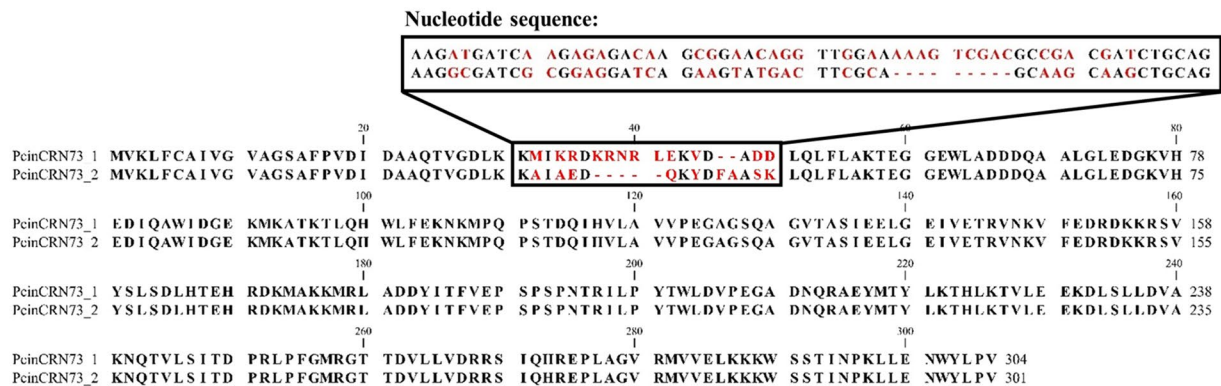 Nucleotide sequence:
AAGATGATCA AGAGAGACAA GCGGAACAGG TTGGAAAAAG TCGACGCCGA CGATCTGCAG
AAGGCGATCG CGGAGGATCA GAAGTATGAC TTCGCA---- -----GCAAG CAAGCTGCAG
20 40 60 80
PcinCRN73_1 MVKLFCAIVG VAGSAFPVDI DAAQTVGDLK KMIKRDKRNR LEKVD--ADD LQLFLAKTEG GEWLADDDQA ALGLEDGKVH 78
PcinCRN73_2 MVKLFCAIVG VAGSAFPVDI DAAQTVGDLK KAIAED---- -QKYDFAASK LQLFLAKTEG GEWLADDDQA ALGLEDGKVH 75
100 120 140 160
PcinCRN73_1 EDIQAWIDGE KMKATKTLQH WLFEKNKMPQ PSTDQIHVLA VVPEGAGSQA GVTASIEELG EIVETRVNKV FEDRDKKRSV 158
PcinCRN73_2 EDIQAWIDGE KMKATKTLQH WLFEKNKMPQ PSTDQIHVLA VVPEGAGSQA GVTASIEELG EIVETRVNKV FEDRDKKRSV 155
180 200 220 240
PcinCRN73_1 YSLSDLHTEH RDKMAKKMRL ADDYITFVEP SPSPNTRILP YTWLDVPEGA DNQRAEYMTY LKTHLKTVLE EKDLSLLDVA 238
PcinCRN73_2 YSLSDLHTEH RDKMAKKMRL ADDYITFVEP SPSPNTRILP YTWLDVPEGA DNQRAEYMTY LKTHLKTVLE EKDLSLLDVA 235
260 280 300
PcinCRN73_1 KNQTVLSITD PRLPFGMRGT TDVLLVDRRS IQHREPLAGV RMVVELKKKW SSTINPKLLE NWYLPV 304
PcinCRN73_2 KNQTVLSITD PRLPFGMRGT TDVLLVDRRS IQHREPLAGV RMVVELKKKW SSTINPKLLE NWYLPV 301